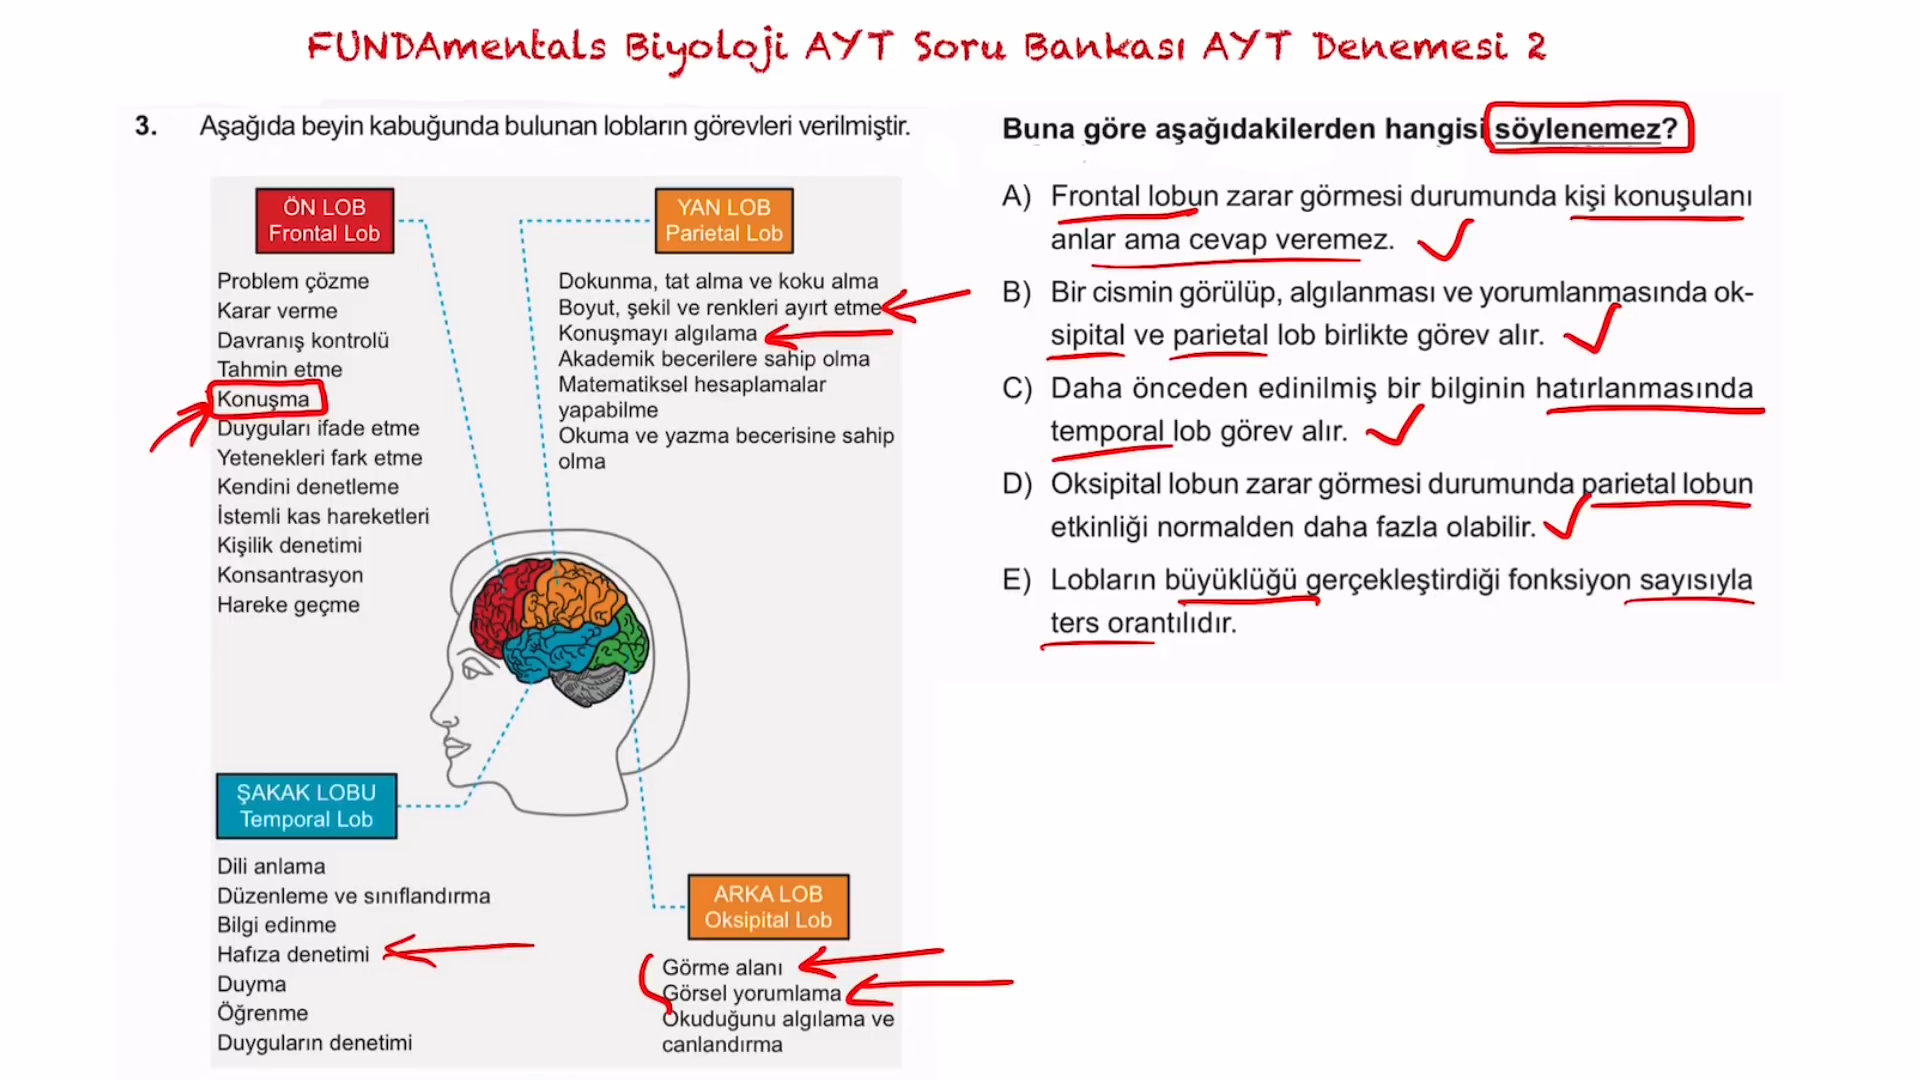 FUNDAmentals Biyoloji AYT Soru Bankası AYT Denemesi 2
3. Aşağıda beyin kabuğunda bulunan lobların görevleri verilmiştir.
ÖN LOB
Frontal Lob
Problem çözme
Karar verme
Davranış kontrolü
Tahmin etme
Konuşma
Duyguları ifade etme
Yetenekleri fark etme
Kendini denetleme
İstemli kas hareketleri
Kişilik denetimi
Konsantrasyon
Hareke geçme
YAN LOB
Parietal Lob
Dokunma, tat alma ve koku alma
Boyut, şekil ve renkleri ayırt etme
Konuşmayı algılama
Akademik becerilere sahip olma
Matematiksel hesaplamalar
yapabilme
Okuma ve yazma becerisine sahip
olma
ŞAKAK LOBU
Temporal Lob
Dili anlama
Düzenleme ve sınıflandırma
Bilgi edinme
Hafıza denetimi
Duyma
Öğrenme
Duyguların denetimi
ARKA LOB
Oksipital Lob
Görme alanı
Görsel yorumlama
Okuduğunu algılama ve
canlandırma
Buna göre aşağıdakilerden hangisi söylenemez?
A) Frontal lobun zarar görmesi durumunda kişi konuşulanı
anlar ama cevap veremez.
B) Bir cismin görülüp, algılanması ve yorumlanmasında ok-
sipital ve parietal lob birlikte görev alır.
C) Daha önceden edinilmiş bir bilginin hatırlanmasında
temporal lob görev alır.
D) Oksipital lobun zarar görmesi durumunda parietal lobun
etkinliği normalden daha fazla olabilir.
E) Lobların büyüklüğü gerçekleştirdiği fonksiyon sayısıyla
ters orantılıdır.